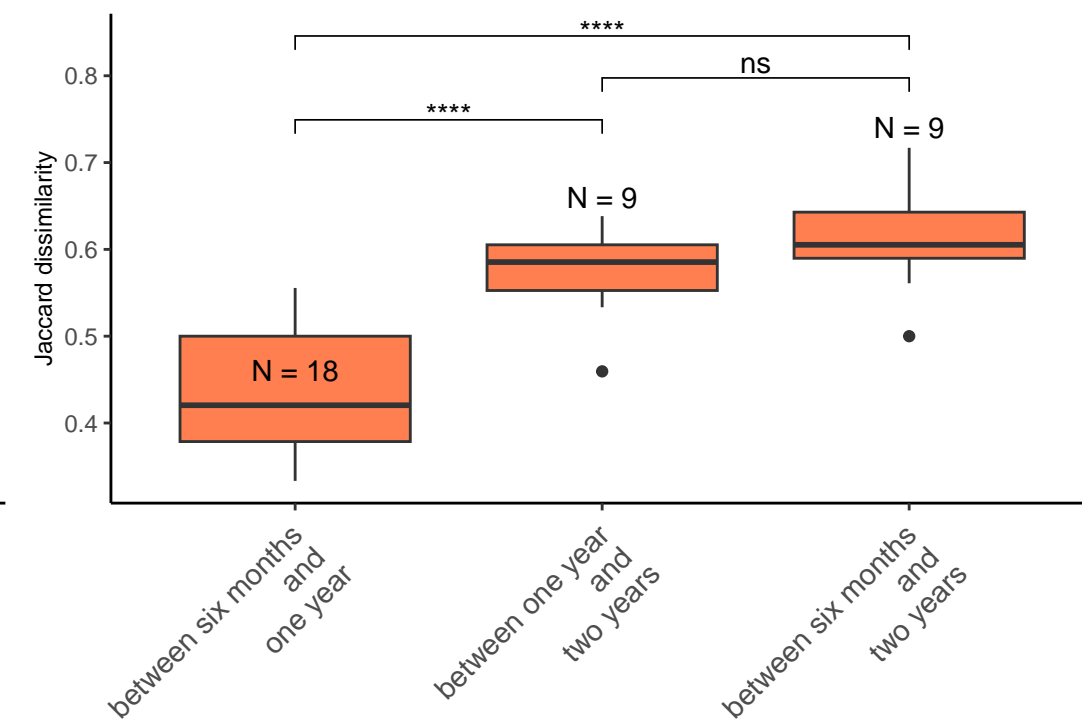 ****
ns
****
N = 9
N = 9
N = 18
Jaccard dissimilarity
0.8
0.7
0.6
0.5
0.4
between six months
and
one year
between one year
and
two years
between six months
and
two years